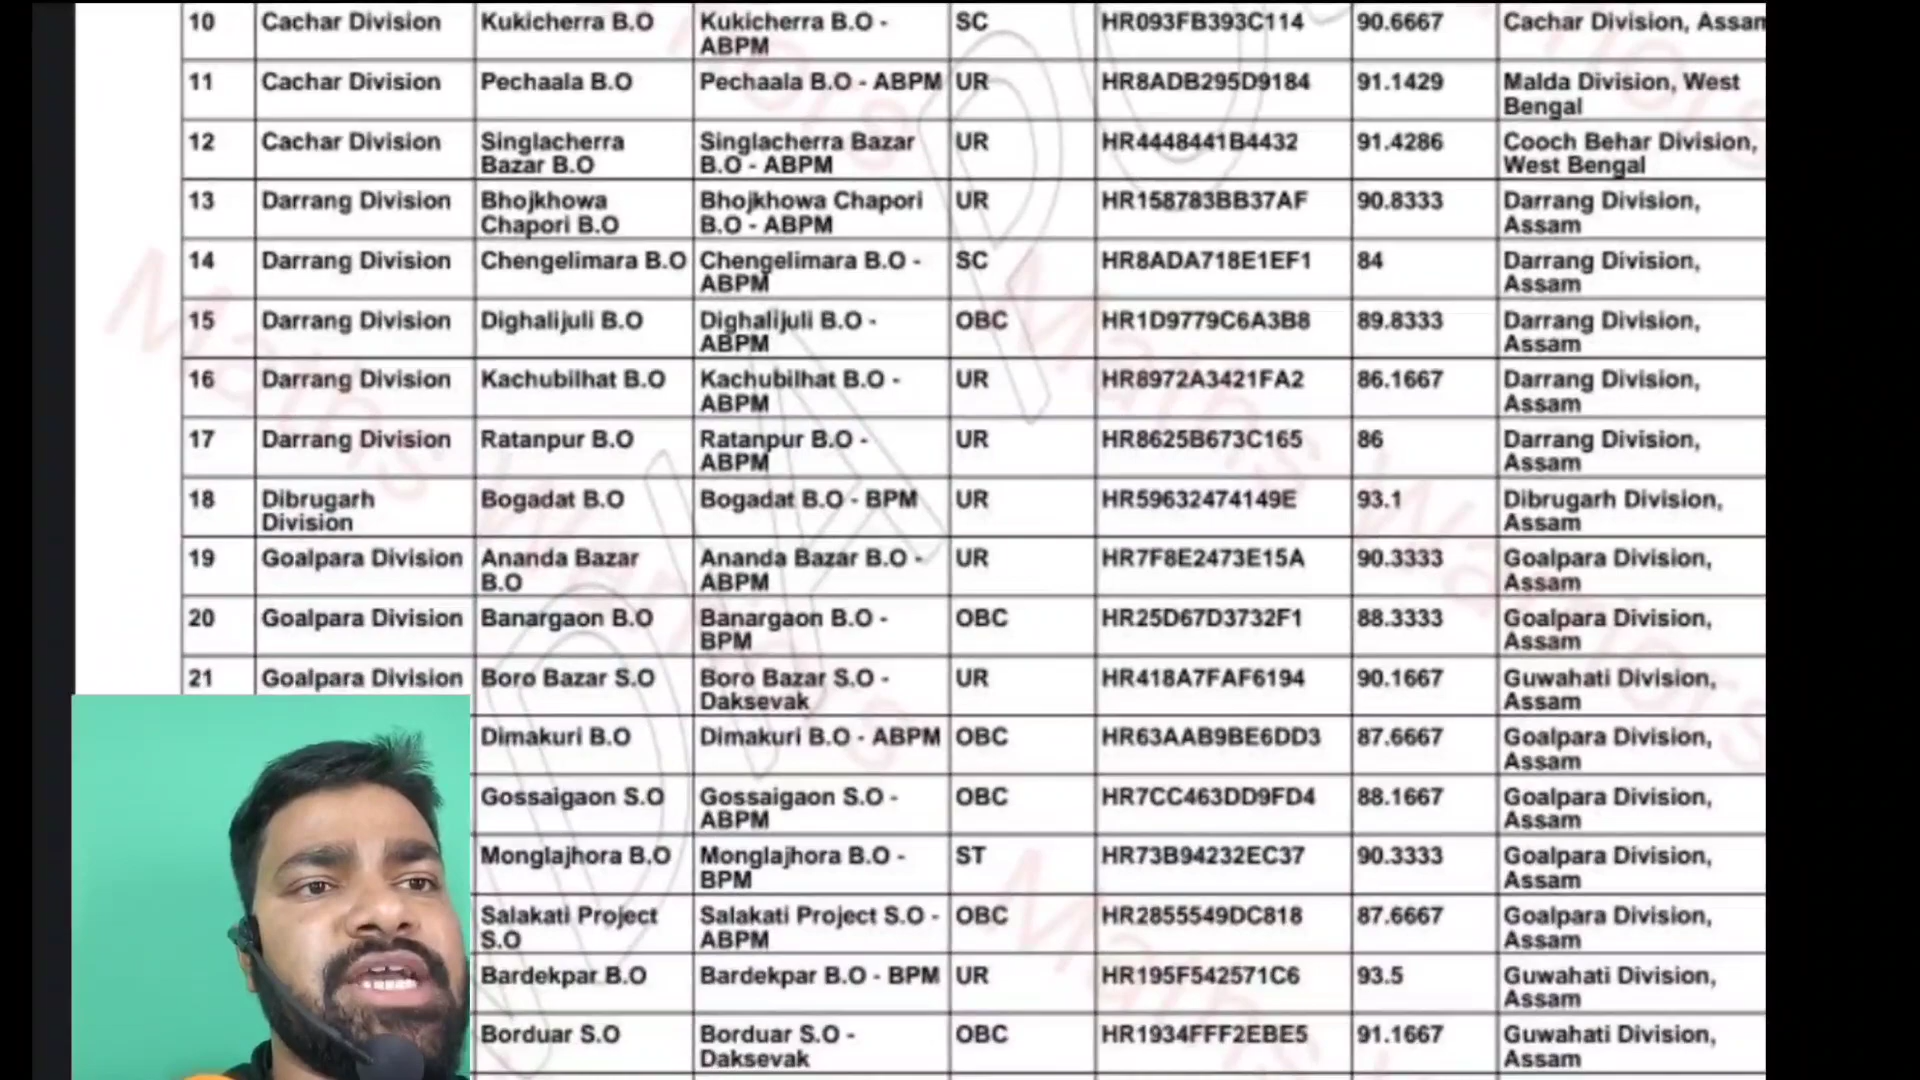 10 Cachar Division Kukicherra B.O Kukicherra B.O - SC HR093FB393C114 90.6667 Cachar Division, Assam
ABPM
11 Cachar Division Pechaala B.O Pechaala B.O - ABPM UR HR8ADB295D9184 91.1429 Malda Division, West
Bengal
12 Cachar Division Singlacherra Singlacherra Bazar UR HR4448441B4432 91.4286 Cooch Behar Division,
Bazar B.O B.O - ABPM West Bengal
13 Darrang Division Bhojkhowa Bhojkhowa Chapori UR HR158783BB37AF 90.8333 Darrang Division,
Chapori B.O B.O - ABPM Assam
14 Darrang Division Chengelimara B.O Chengelimara B.O - SC HR8ADA718E1EF1 84 Darrang Division,
ABPM Assam
15 Darrang Division Dighalijuli B.O Dighalijuli B.O - OBC HR1D9779C6A3B8 89.8333 Darrang Division,
ABPM Assam
16 Darrang Division Kachubilhat B.O Kachubilhat B.O - UR HR8972A3421FA2 86.1667 Darrang Division,
ABPM Assam
17 Darrang Division Ratanpur B.O Ratanpur B.O - UR HR8625B673C165 86 Darrang Division,
ABPM Assam
18 Dibrugarh Bogadat B.O Bogadat B.O - BPM UR HR59632474149E 93.1 Dibrugarh Division,
Division Assam
19 Goalpara Division Ananda Bazar Ananda Bazar B.O - UR HR7F8E2473E15A 90.3333 Goalpara Division,
B.O ABPM Assam
20 Goalpara Division Banargaon B.O Banargaon B.O - OBC HR25D67D3732F1 88.3333 Goalpara Division,
BPM Assam
21 Goalpara Division Boro Bazar S.O Boro Bazar S.O - UR HR418A7FAF6194 90.1667 Guwahati Division,
Daksevak Assam
Dimakuri B.O Dimakuri B.O - ABPM OBC HR63AAB9BE6DD3 87.6667 Goalpara Division,
Assam
Gossaigaon S.O Gossaigaon S.O - OBC HR7CC463DD9FD4 88.1667 Goalpara Division,
ABPM Assam
Monglajhora B.O Monglajhora B.O - ST HR73B94232EC37 90.3333 Goalpara Division,
BPM Assam
Salakati Project Salakati Project S.O - OBC HR2855549DC818 87.6667 Goalpara Division,
S.O ABPM Assam
Bardekpar B.O Bardekpar B.O - BPM UR HR195F542571C6 93.5 Guwahati Division,
Assam
Borduar S.O Borduar S.O - OBC HR1934FFF2EBE5 91.1667 Guwahati Division,
Daksevak Assam
Maths Warriors